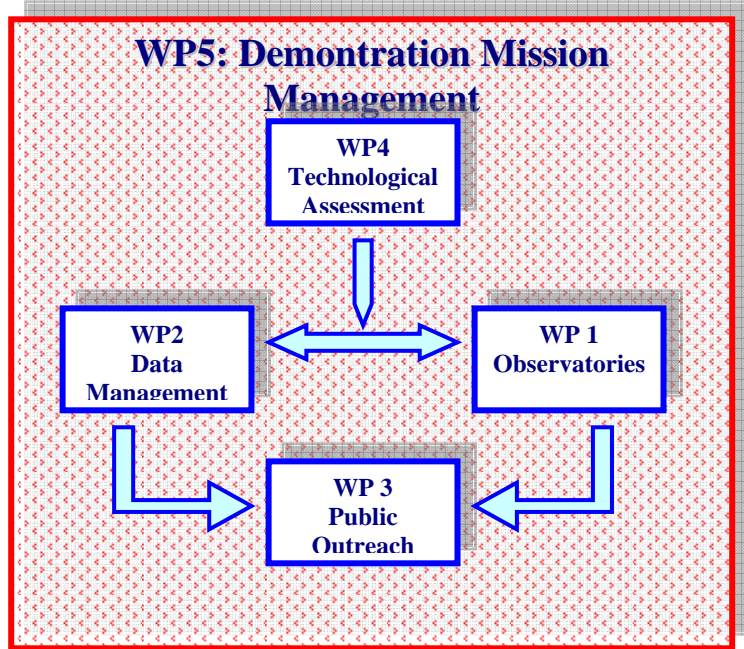 WP5: Demontration Mission
Management
WP4
Technological
Assessment
WP2
Data
Management
WP 1
Observatories
WP 3
Public
Outreach